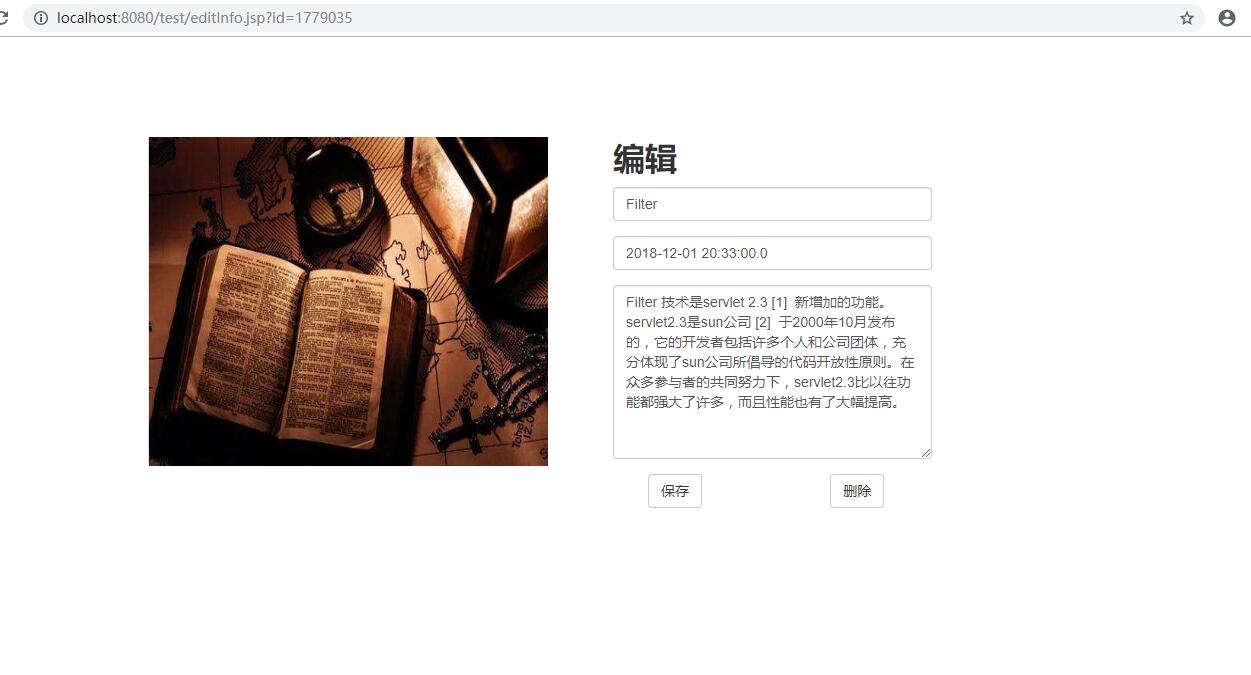 localhost:8080/test/editInfo.jsp?id=1779035
编辑
Filter
2018-12-01 20:33:00.0
Filter 技术是servlet 2.3 [1]  新增加的功能。
servlet2.3是sun公司 [2]  于2000年10月发布
的，它的开发者包括许多个人和公司团体，充
分体现了sun公司所倡导的代码开放性原则。在
众多参与者的共同努力下，servlet2.3比以往功
能都强大了许多，而且性能也有了大幅提高。
Mahabuleshwar
保存
删除